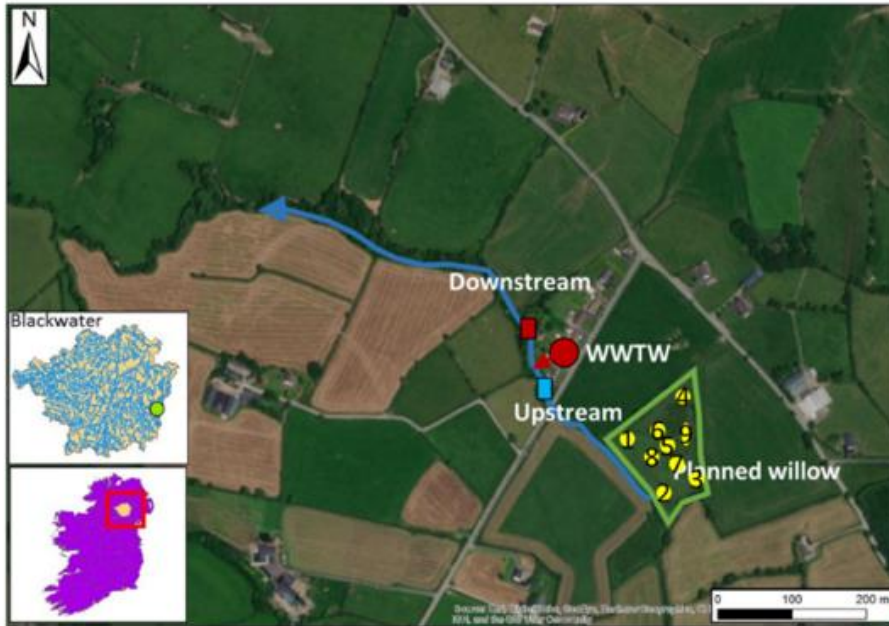 N
Downstream
WWTW
Upstream
Planned willow
Blackwater
0 100 200 m